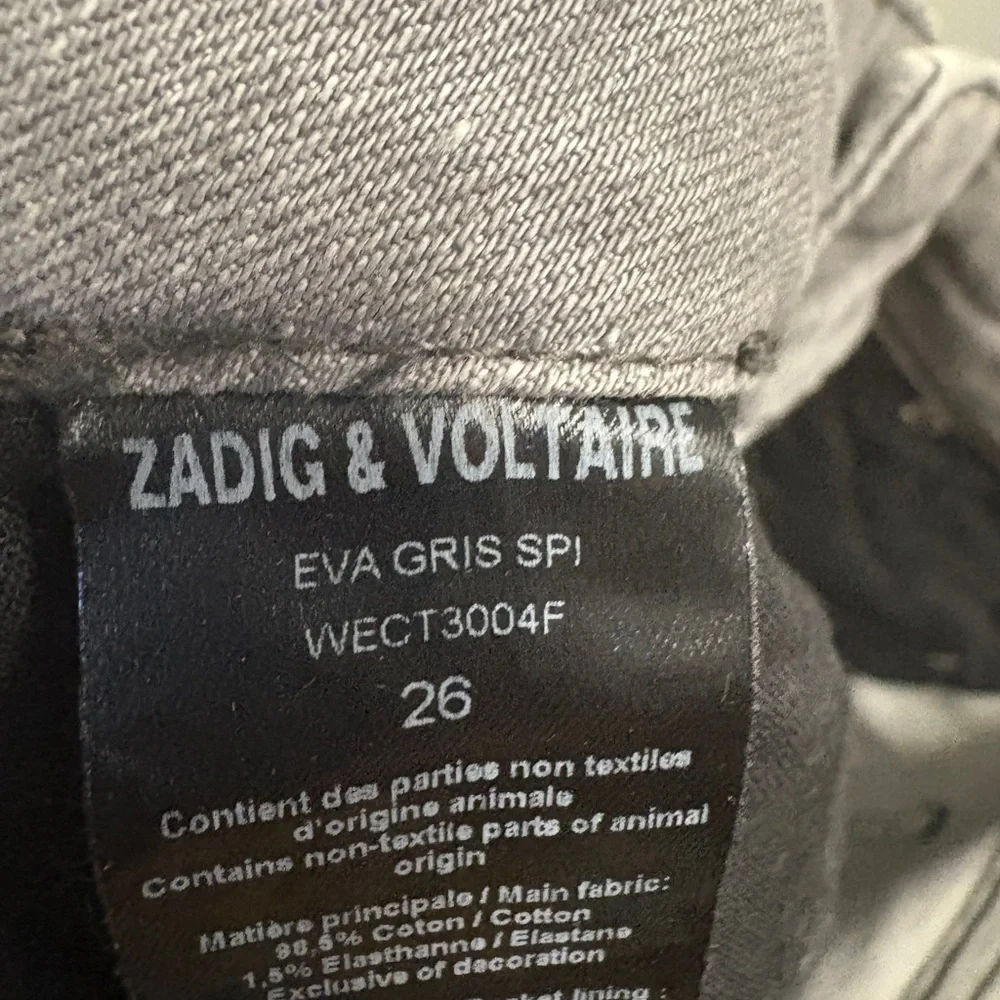 ZADIG & VOLTAIRE
EVA GRIS SPI
WECT3004F
26
Contient des parties non textiles
d'origine animale
Contains non-textile parts of animal
origin
Matière principale / Main fabric:
98,5% Coton / Cotton
1,5% Elasthanne / Elastane
Exclusive of decoration
lining :